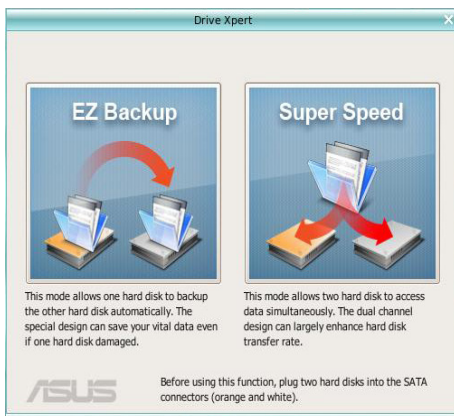 Drive Xpert
EZ Backup
Super Speed
This mode allows one hard disk to backup
the other hard disk automatically. The
special design can save your vital data even
if one hard disk damaged.
This mode allows two hard disk to access
data simultaneously. The dual channel
design can largely enhance hard disk
transfer rate.
ASUS
Before using this function, plug two hard disks into the SATA
connectors (orange and white).